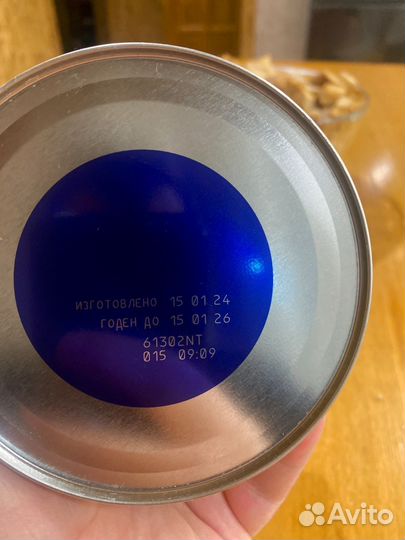 ИЗГОТОВЛЕНО 15 01 24
ГОДЕН ДО 15 01 26
61302NT
015 09:09
Avito